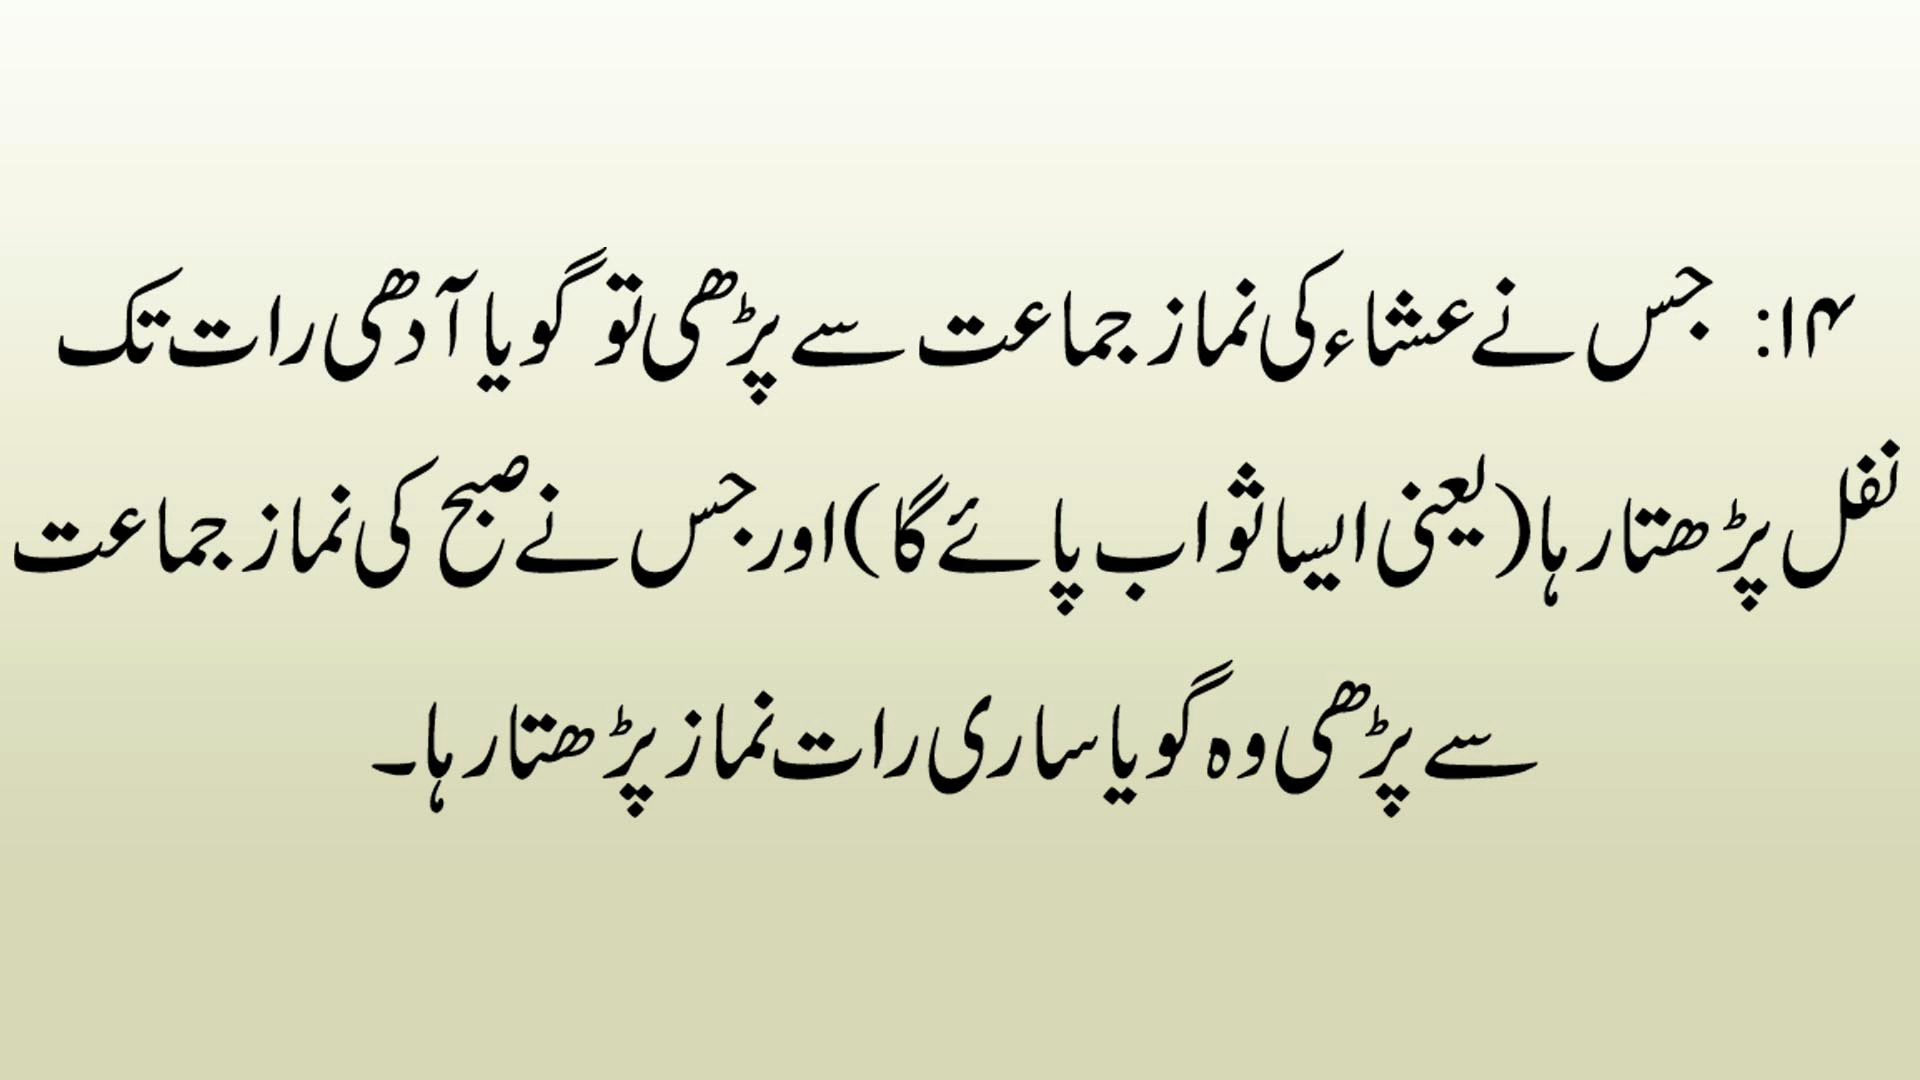 ۱۴: جس نے عشاء کی نماز جماعت سے پڑھی تو گویا آدھی رات تک
نفل پڑھتا رہا (یعنی ایسا ثواب پائے گا) اور جس نے صبح کی نماز جماعت
سے پڑھی وہ گویا ساری رات نماز پڑھتا رہا۔